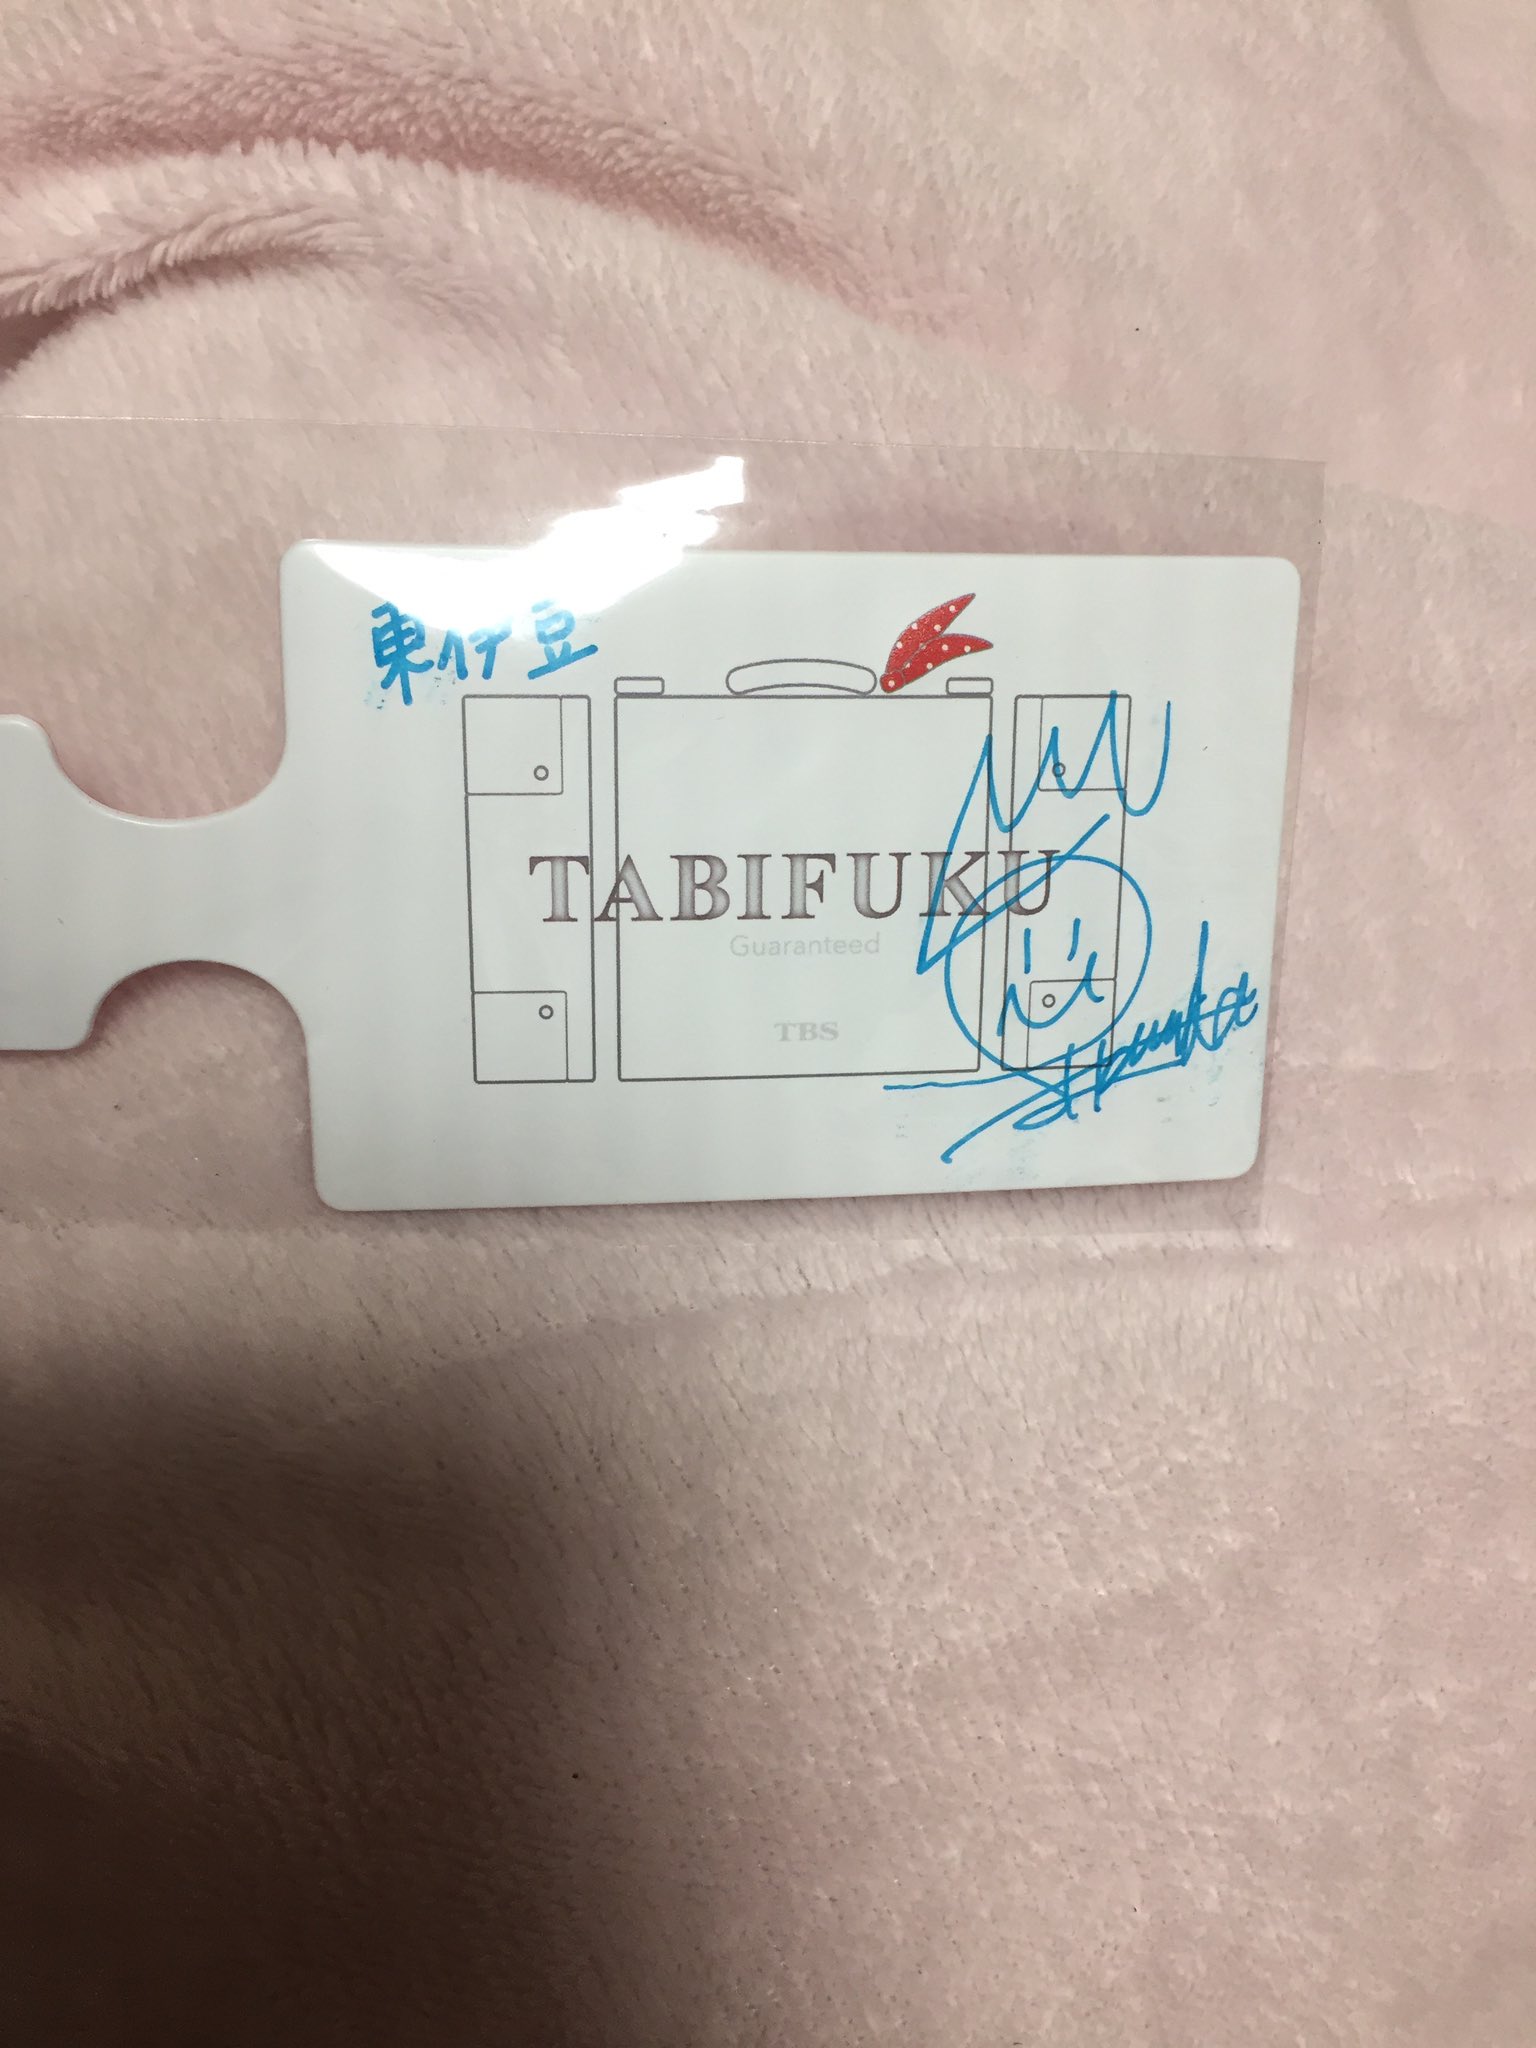 東伊豆
TABIFUKU
Guaranteed
TBS